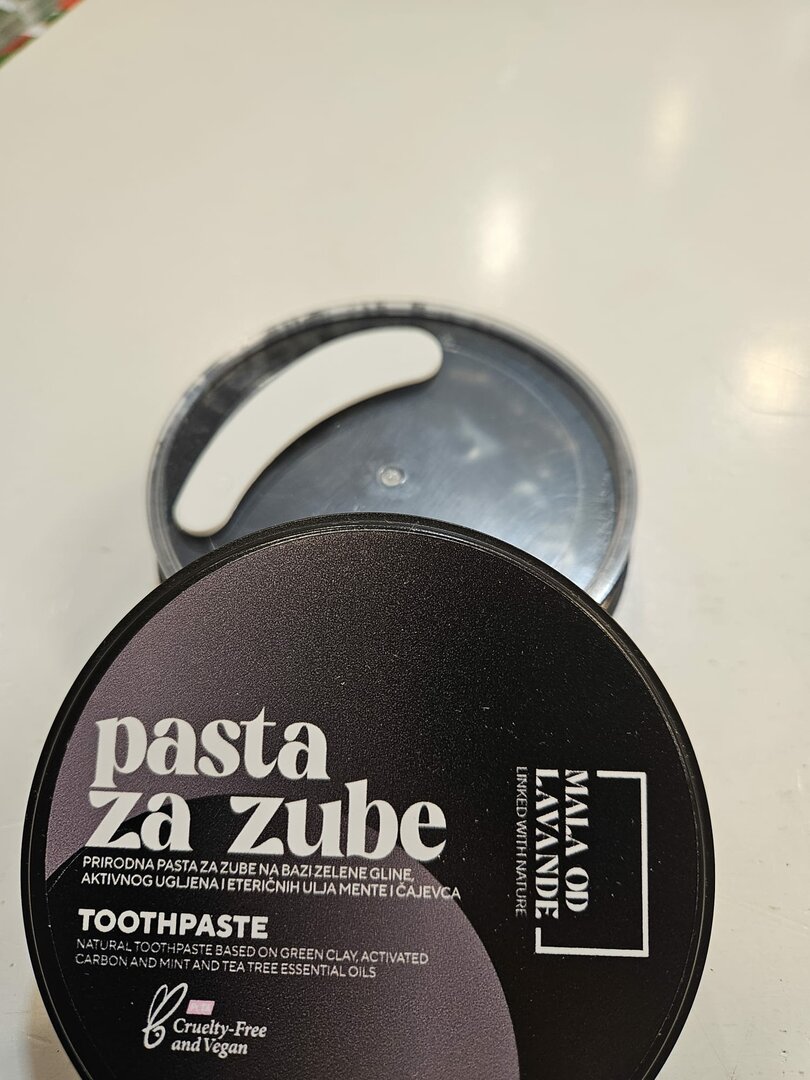 pasta
za zube
PRIRODNA PASTA ZA ZUBE NA BAZI ZELENE GLINE,
AKTIVNOG UGLJENA I ETERIČNIH ULJA MENTE I ČAJEVCA
TOOTHPASTE
NATURAL TOOTHPASTE BASED ON GREEN CLAY, ACTIVATED
CARBON AND MINT AND TEA TREE ESSENTIAL OILS
PETA
Cruelty-Free
and Vegan
MALA OD
LAVANDE
LINKED WITH NATURE